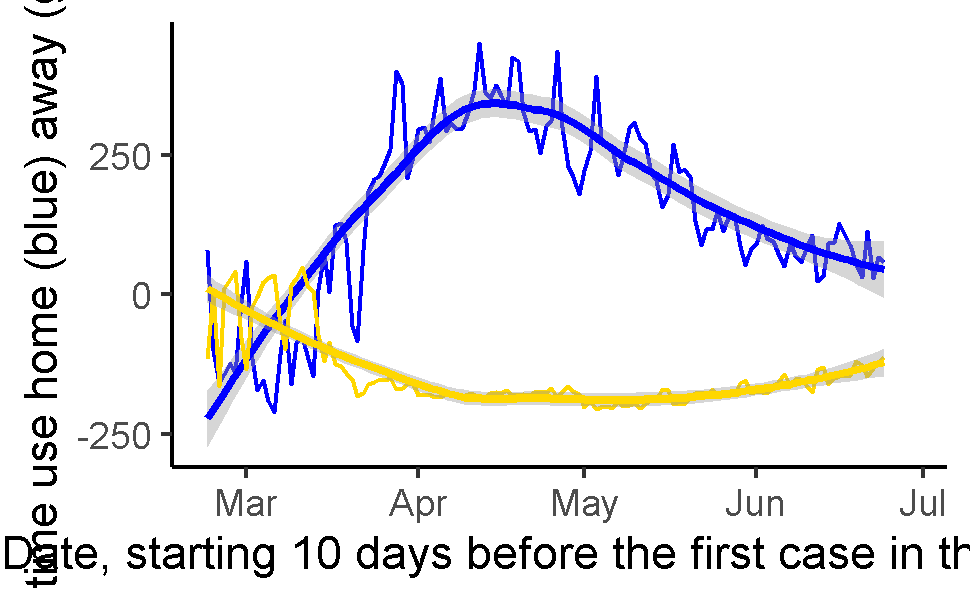 time use home (blue) away (
250
0
-250
Mar Apr May Jun Jul
Date, starting 10 days before the first case in th